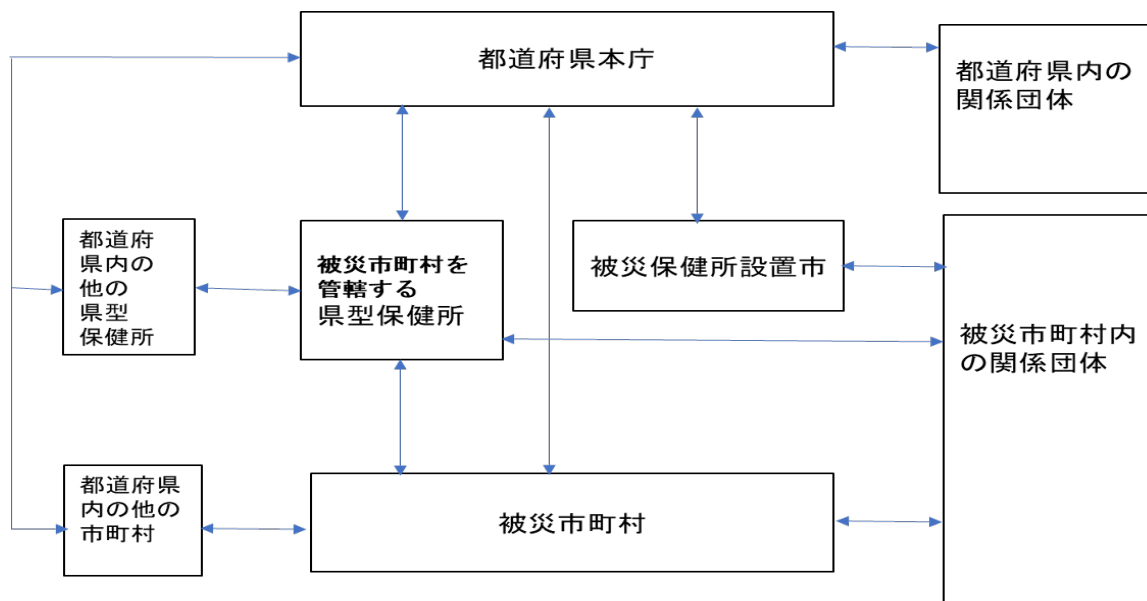 都道府県本庁
都道府県内の
関係団体
都道府
県内の
他の
県型
保健所
被災市町村を
管轄する
県型保健所
被災保健所設置市
被災市町村内
の関係団体
都道府県
内の他の
市町村
被災市町村